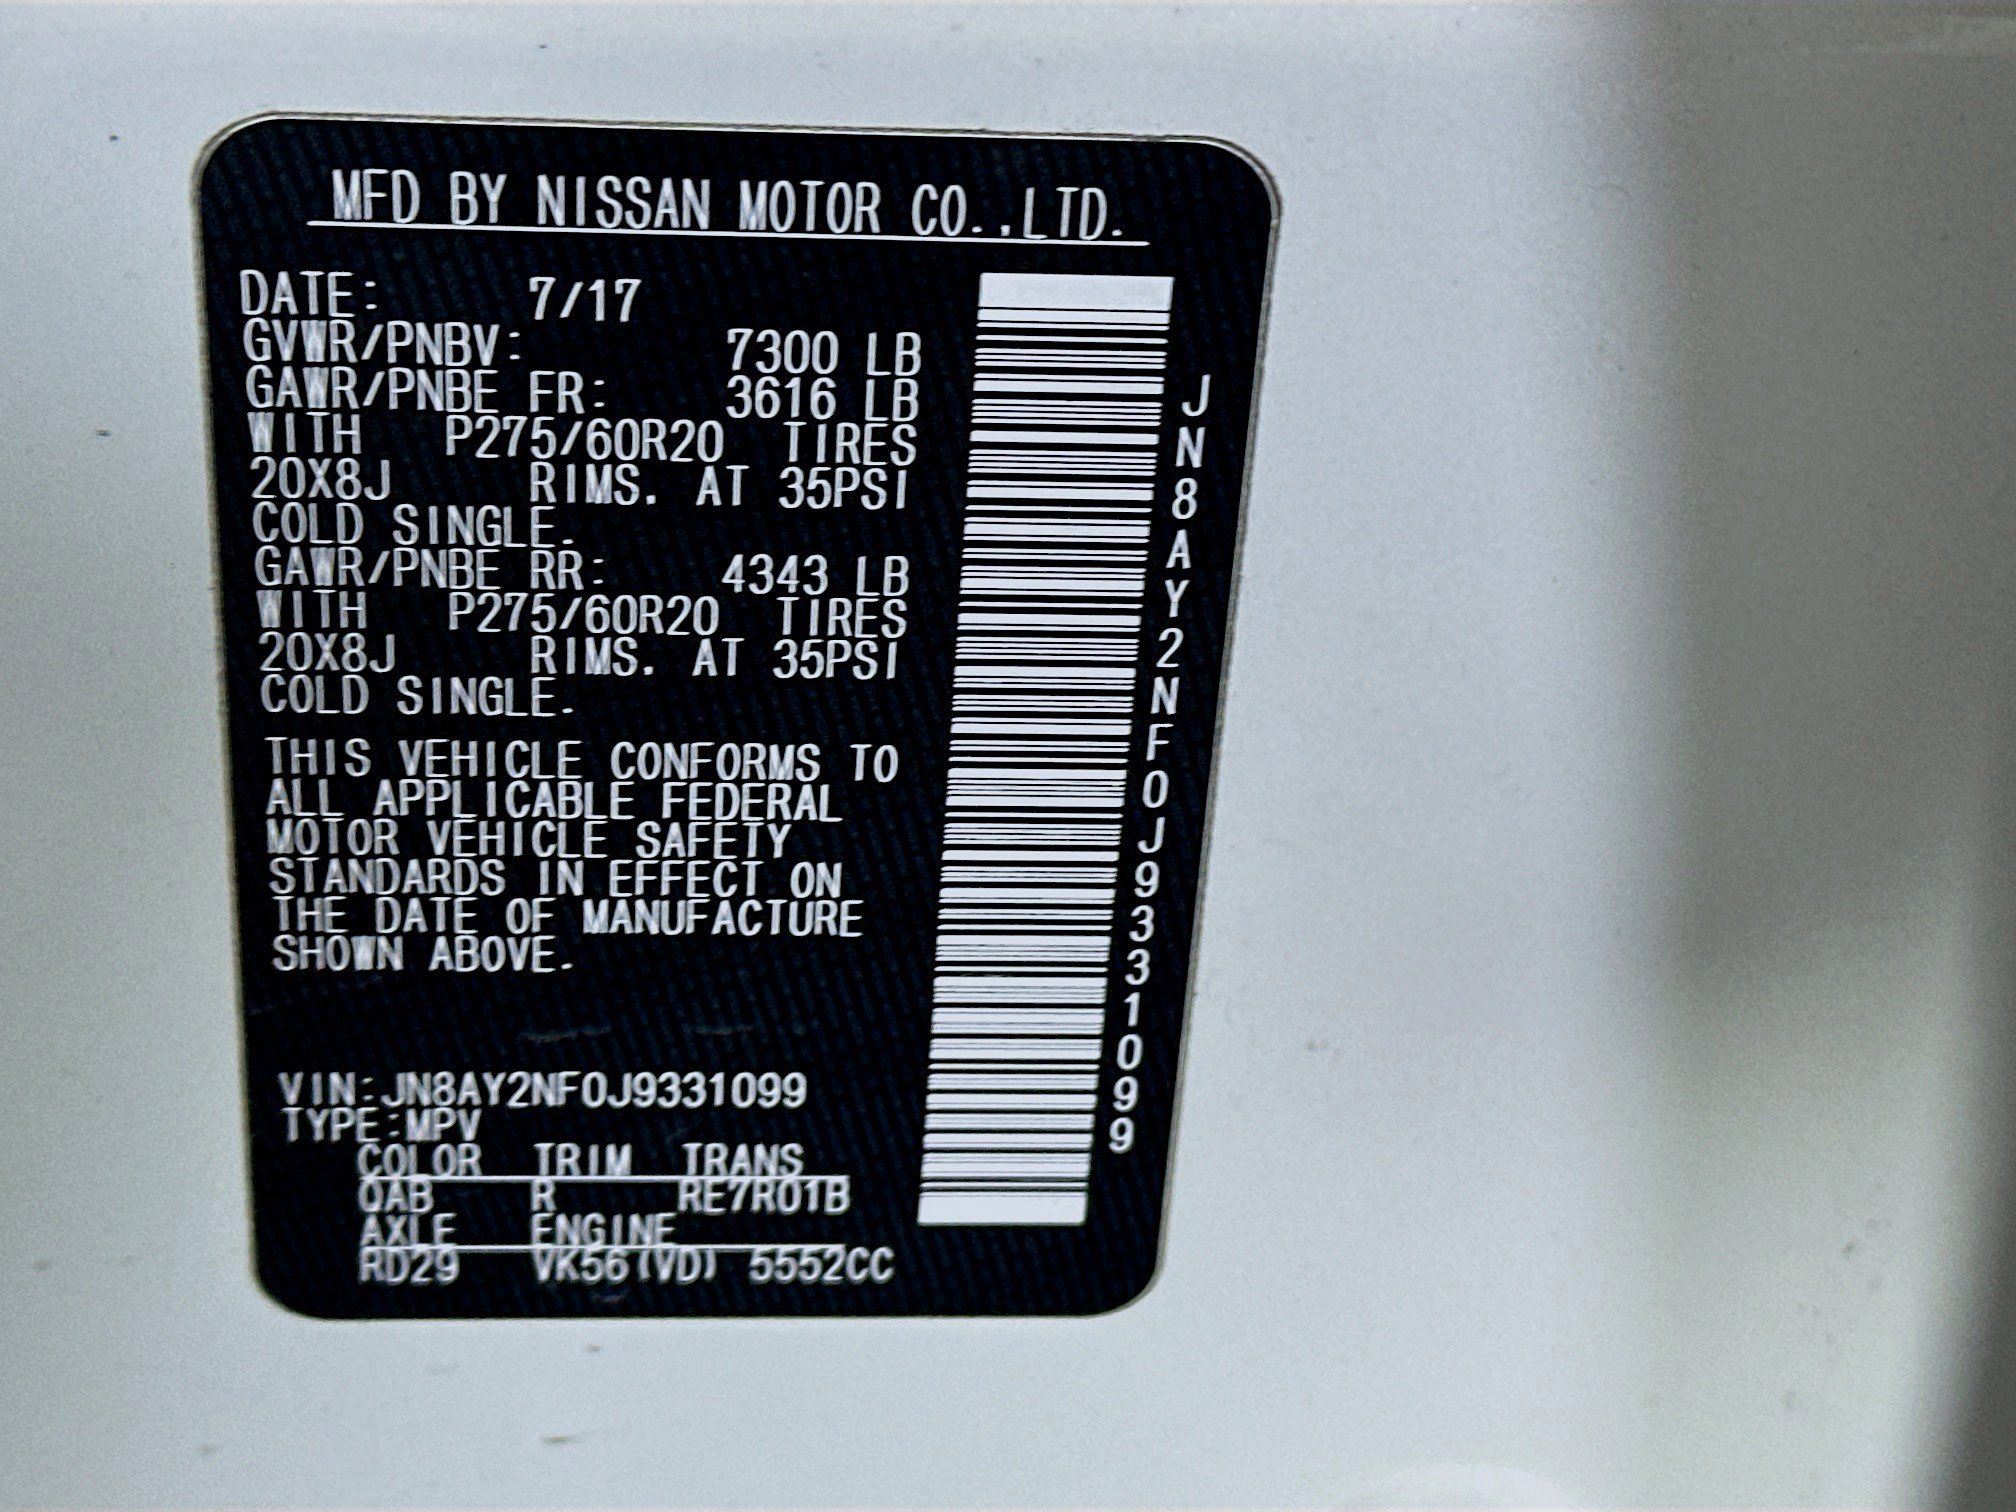 MFD BY NISSAN MOTOR CO.,LTD.
DATE: 7/17
GVWR/PNBV: 7300 LB
GAWR/PNBE FR: 3616 LB
WITH P275/60R20 TIRES
20X8J RIMS. AT 35PSI
COLD SINGLE.
GAWR/PNBE RR: 4343 LB
WITH P275/60R20 TIRES
20X8J RIMS. AT 35PSI
COLD SINGLE.
THIS VEHICLE CONFORMS TO
ALL APPLICABLE FEDERAL
MOTOR VEHICLE SAFETY
STANDARDS IN EFFECT ON
THE DATE OF MANUFACTURE
SHOWN ABOVE.
VIN:JN8AY2NF0J9331099
TYPE:MPV
COLOR TRIM TRANS
QAB R RE7R01B
AXLE ENGINE
RD29 VK56(VD) 5552CC
JN8AY2NF0J9331099